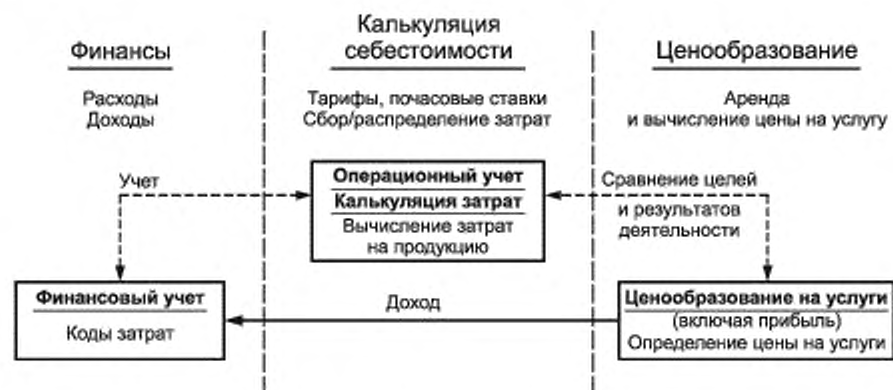 Финансы
Расходы
Доходы
Калькуляция
себестоимости
Тарифы, почасовые ставки
Сбор/распределение затрат
Ценообразование
Аренда
и вычисление цены на услугу
Учет
Операционный учет
Калькуляция затрат
Вычисление затрат
на продукцию
Сравнение целей
и результатов
деятельности
Финансовый учет
Коды затрат
Доход
Ценообразование на услуги
(включая прибыль)
Определение цены на услуги